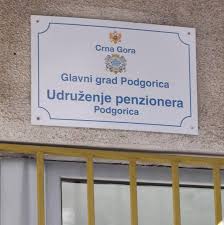 Crna Gora
Glavni grad Podgorica
Udruženje penzionera
Podgorica